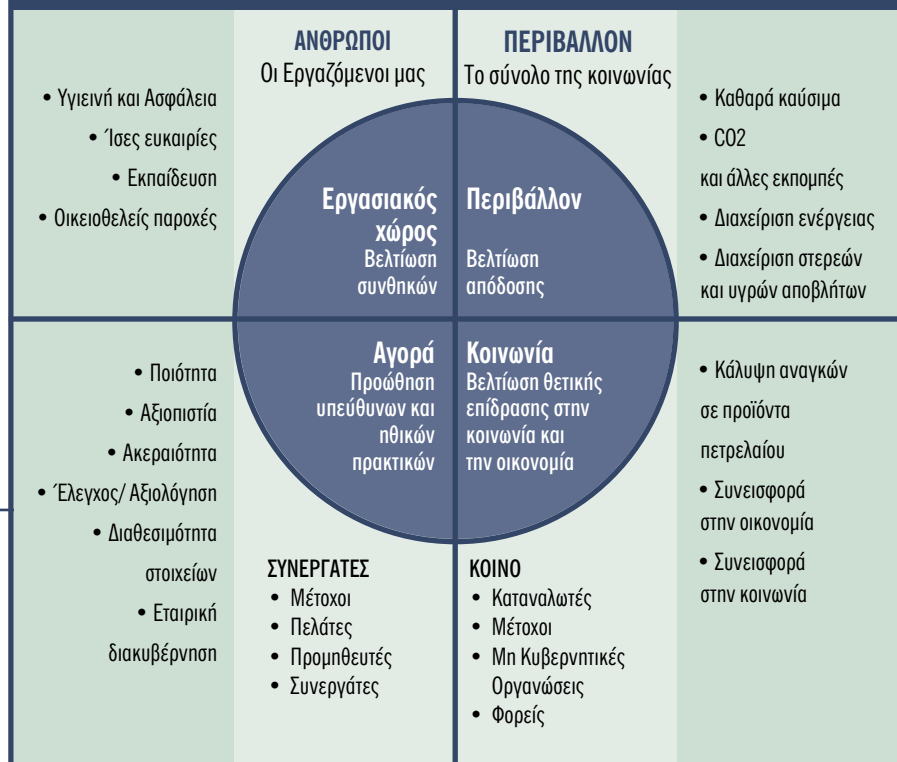 ΑΝΘΡΩΠΟΙ
Οι Εργαζόμενοι μας
• Υγιεινή και Ασφάλεια
• Ίσες ευκαιρίες
• Εκπαίδευση
• Οικειοθελείς παροχές
Εργασιακός
χώρος
Βελτίωση
συνθηκών
ΠΕΡΙΒΑΛΛΟΝ
Το σύνολο της κοινωνίας
Περιβάλλον
Βελτίωση
απόδοσης
• Καθαρά καύσιμα
• CO2
και άλλες εκπομπές
• Διαχείριση ενέργειας
• Διαχείριση στερεών
και υγρών αποβλήτων
• Ποιότητα
• Αξιοπιστία
• Ακεραιότητα
• Έλεγχος/ Αξιολόγηση
• Διαθεσιμότητα
στοιχείων
• Εταιρική
διακυβέρνηση
Αγορά
Προώθηση
υπεύθυνων και
ηθικών
πρακτικών
ΣΥΝΕΡΓΑΤΕΣ
• Μέτοχοι
• Πελάτες
• Προμηθευτές
• Συνεργάτες
Κοινωνία
Βελτίωση θετικής
επίδρασης στην
κοινωνία και
την οικονομία
ΚΟΙΝΟ
• Καταναλωτές
• Μέτοχοι
• Μη Κυβερνητικές
Οργανώσεις
• Φορείς
• Κάλυψη αναγκών
σε προϊόντα
πετρελαίου
• Συνεισφορά
στην οικονομία
• Συνεισφορά
στην κοινωνία